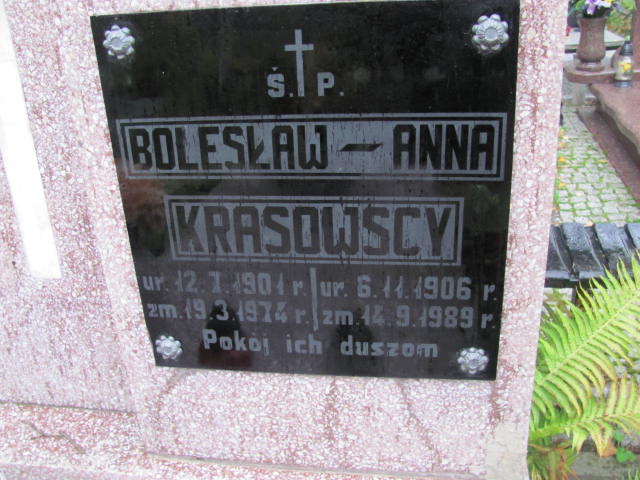 Ś. P.
BOLESŁAW - ANNA
KRASOWSCY
ur. 12.7.1901 r. ur. 6.11.1906 r.
zm. 19.3.1974 r. zm. 14.9.1989 r.
Pokój ich duszom